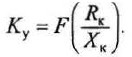 Kу = F(Rк/Xк).